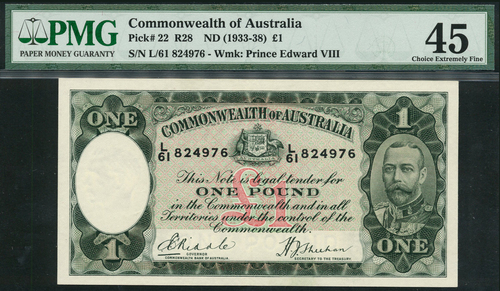 PMG
PAPER MONEY GUARANTY
Commonwealth of Australia
Pick# 22 R28 ND (1933-38) £1
S/N L/61 824976 - Wmk: Prince Edward VIII
45
Choice Extremely Fine
ONE
COMMONWEALTH OF AUSTRALIA
1
L/61 824976
L/61 824976
This Note is legal tender for
ONE POUND
in the Commonwealth and in all
Territories under the control of the
Commonwealth.
£1
GOVERNOR
COMMONWEALTH BANK OF AUSTRALIA
SECRETARY TO THE TREASURY
1
ONE